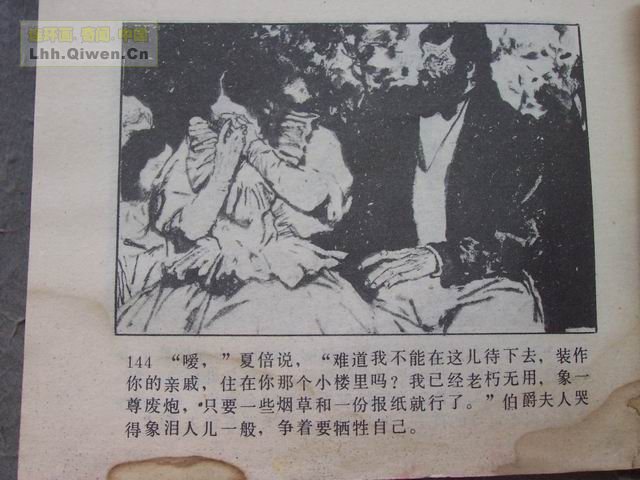 连环画.書间.中国
Lhh.Qiwen.Cn
144 “嗳，”夏倍说，“难道我不能在这儿待下去，装作
你的亲戚，住在你那个小楼里吗？我已经老朽无用，象一
尊废炮，只要一些烟草和一份报纸就行了。”伯爵夫人哭
得象泪人儿一般，争着要牺牲自己。